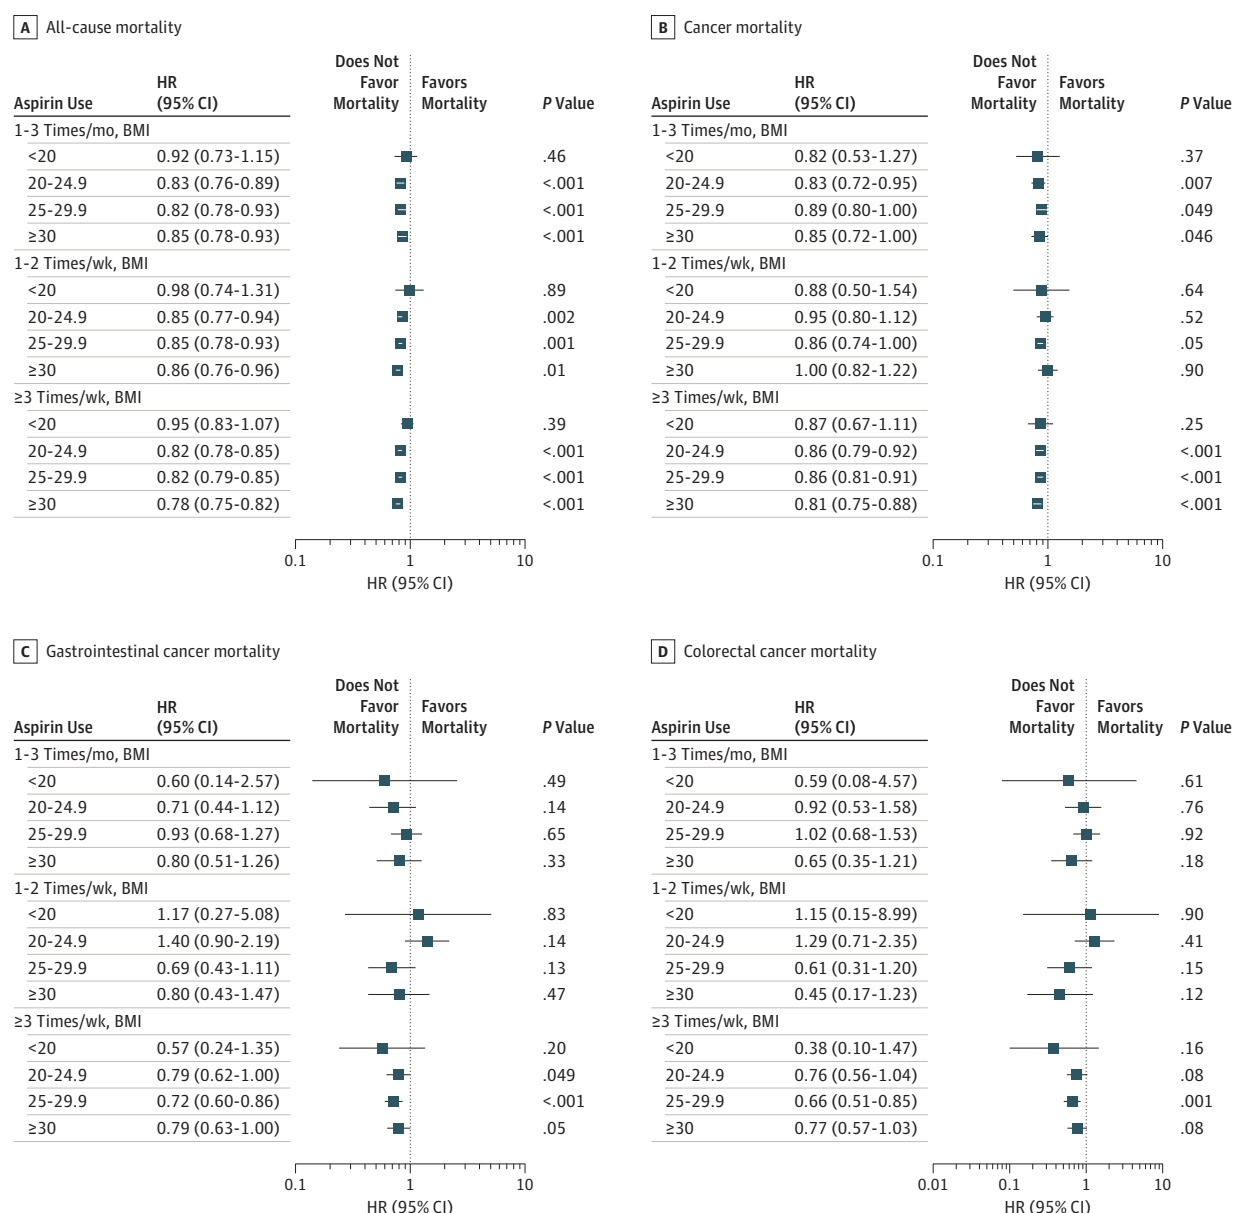 A All-cause mortality
Aspirin Use HR (95% CI) Does Not Favor Mortality Favors Mortality P Value
1-3 Times/mo, BMI
<20 0.92 (0.73-1.15) .46
20-24.9 0.83 (0.76-0.89) <.001
25-29.9 0.82 (0.78-0.93) <.001
≥30 0.85 (0.78-0.93) <.001
1-2 Times/wk, BMI
<20 0.98 (0.74-1.31) .89
20-24.9 0.85 (0.77-0.94) .002
25-29.9 0.85 (0.78-0.93) .001
≥30 0.86 (0.76-0.96) .01
≥3 Times/wk, BMI
<20 0.95 (0.83-1.07) .39
20-24.9 0.82 (0.78-0.85) <.001
25-29.9 0.82 (0.79-0.85) <.001
≥30 0.78 (0.75-0.82) <.001
0.1 1 10
HR (95% CI)
B Cancer mortality
Aspirin Use HR (95% CI) Does Not Favor Mortality Favors Mortality P Value
1-3 Times/mo, BMI
<20 0.82 (0.53-1.27) .37
20-24.9 0.83 (0.72-0.95) .007
25-29.9 0.89 (0.80-1.00) .049
≥30 0.85 (0.72-1.00) .046
1-2 Times/wk, BMI
<20 0.88 (0.50-1.54) .64
20-24.9 0.95 (0.80-1.12) .52
25-29.9 0.86 (0.74-1.00) .05
≥30 1.00 (0.82-1.22) .90
≥3 Times/wk, BMI
<20 0.87 (0.67-1.11) .25
20-24.9 0.86 (0.79-0.92) <.001
25-29.9 0.86 (0.81-0.91) <.001
≥30 0.81 (0.75-0.88) <.001
0.1 1 10
HR (95% CI)
C Gastrointestinal cancer mortality
Aspirin Use HR (95% CI) Does Not Favor Mortality Favors Mortality P Value
1-3 Times/mo, BMI
<20 0.60 (0.14-2.57) .49
20-24.9 0.71 (0.44-1.12) .14
25-29.9 0.93 (0.68-1.27) .65
≥30 0.80 (0.51-1.26) .33
1-2 Times/wk, BMI
<20 1.17 (0.27-5.08) .83
20-24.9 1.40 (0.90-2.19) .14
25-29.9 0.69 (0.43-1.11) .13
≥30 0.80 (0.43-1.47) .47
≥3 Times/wk, BMI
<20 0.57 (0.24-1.35) .20
20-24.9 0.79 (0.62-1.00) .049
25-29.9 0.72 (0.60-0.86) <.001
≥30 0.79 (0.63-1.00) .05
0.1 1 10
HR (95% CI)
D Colorectal cancer mortality
Aspirin Use HR (95% CI) Does Not Favor Mortality Favors Mortality P Value
1-3 Times/mo, BMI
<20 0.59 (0.08-4.57) .61
20-24.9 0.92 (0.53-1.58) .76
25-29.9 1.02 (0.68-1.53) .92
≥30 0.65 (0.35-1.21) .18
1-2 Times/wk, BMI
<20 1.15 (0.15-8.99) .90
20-24.9 1.29 (0.71-2.35) .41
25-29.9 0.61 (0.31-1.20) .15
≥30 0.45 (0.17-1.23) .12
≥3 Times/wk, BMI
<20 0.38 (0.10-1.47) .16
20-24.9 0.76 (0.56-1.04) .08
25-29.9 0.66 (0.51-0.85) .001
≥30 0.77 (0.57-1.03) .08
0.01 0.1 1 10
HR (95% CI)